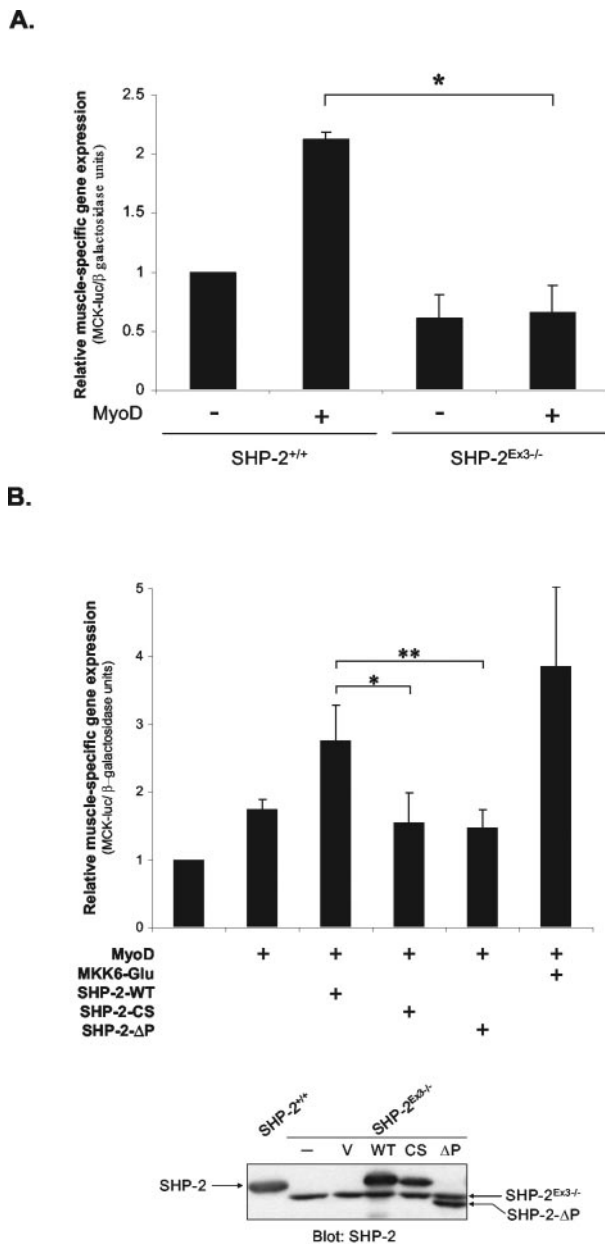 A.
Relative muscle-specific gene expression
(MCK-luc/β galactosidase units)
2.5
2
1.5
1
0.5
0
*
MyoD - + - +
SHP-2+/+ SHP-2Ex3-/-
B.
Relative muscle-specific gene expression
(MCK-luc/ β-galactosidase units)
5
4
3
2
1
0
**
*
MyoD + + + + +
MKK6-Glu +
SHP-2-WT +
SHP-2-CS +
SHP-2-ΔP +
SHP-2+/+ SHP-2Ex3-/-
– V WT CS ΔP
SHP-2 SHP-2Ex3-/-
SHP-2-ΔP
Blot: SHP-2